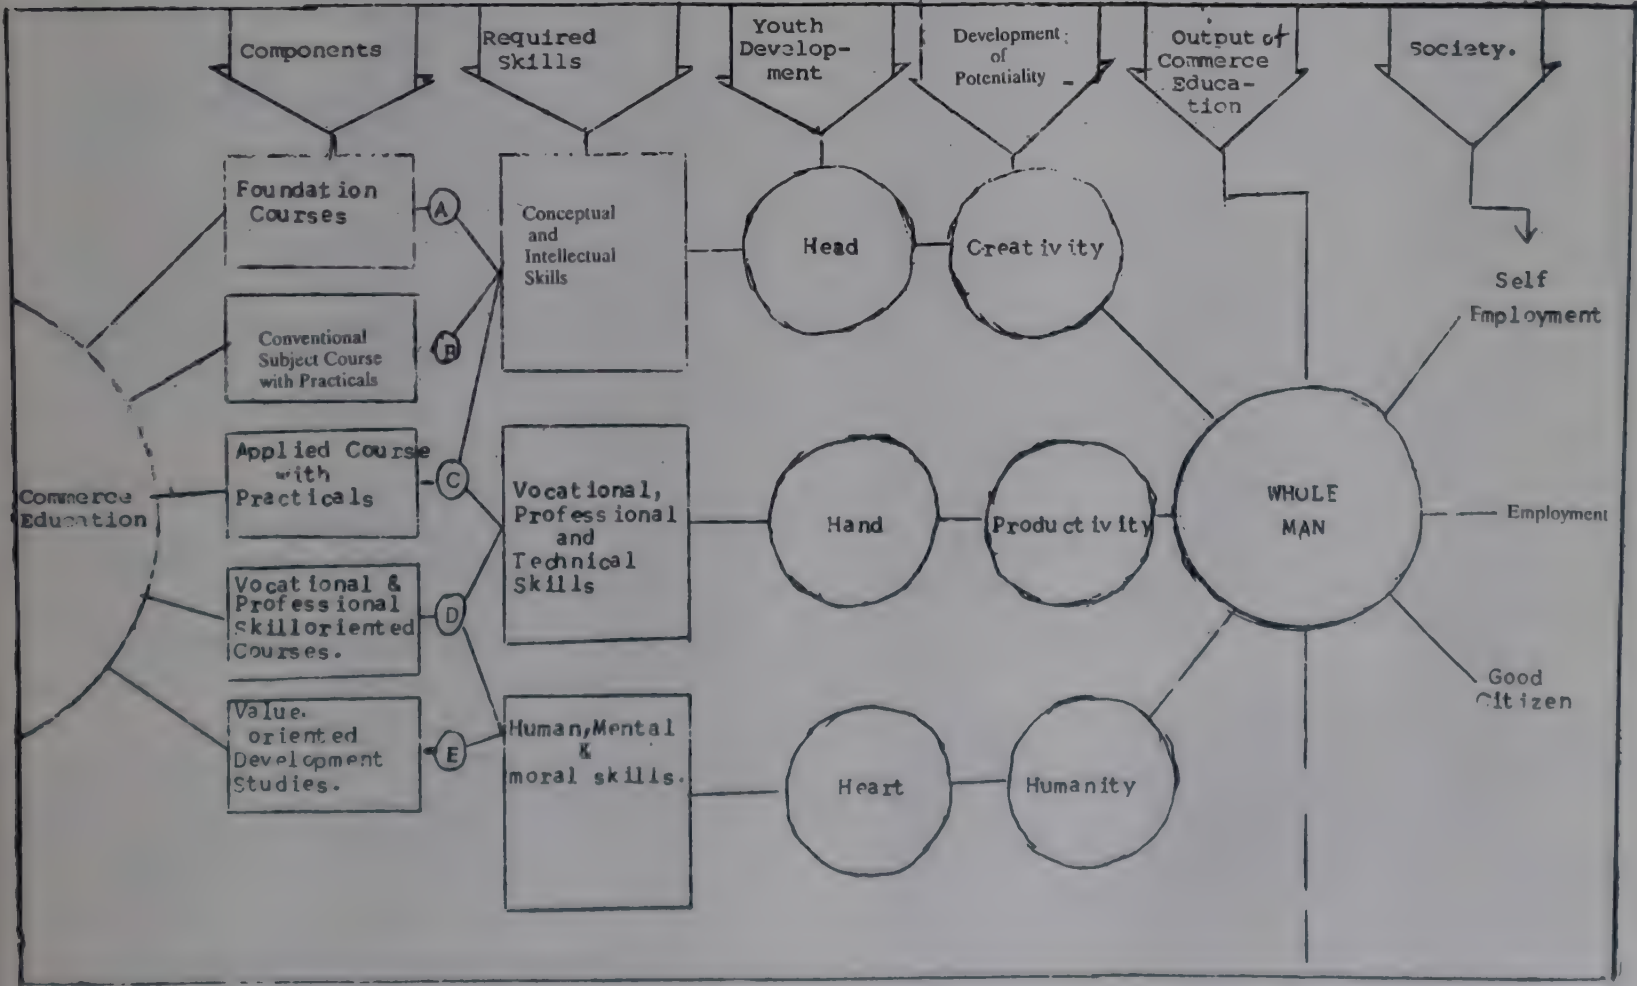 Components
Required
Skills
Youth
Develop-
ment
Development
of
Potentiality
Output of
Commerce
Educa-
tion
Society.
Commerce
Education
Foundation
Courses
A
Conventional
Subject Course
with Practicals
B
Applied Course
with
Practicals
C
Vocational &
Professional
Skilloriented
Courses.
D
Value.
oriented
Development
Studies.
E
Conceptual
and
Intellectual
Skills
Vocational,
Professional
and
Technical
Skills
Human,Mental
&
moral skills.
Head
Hand
Heart
Creativity
Productivity
Humanity
WHOLE
MAN
Self
Employment
Employment
Good
Citizen